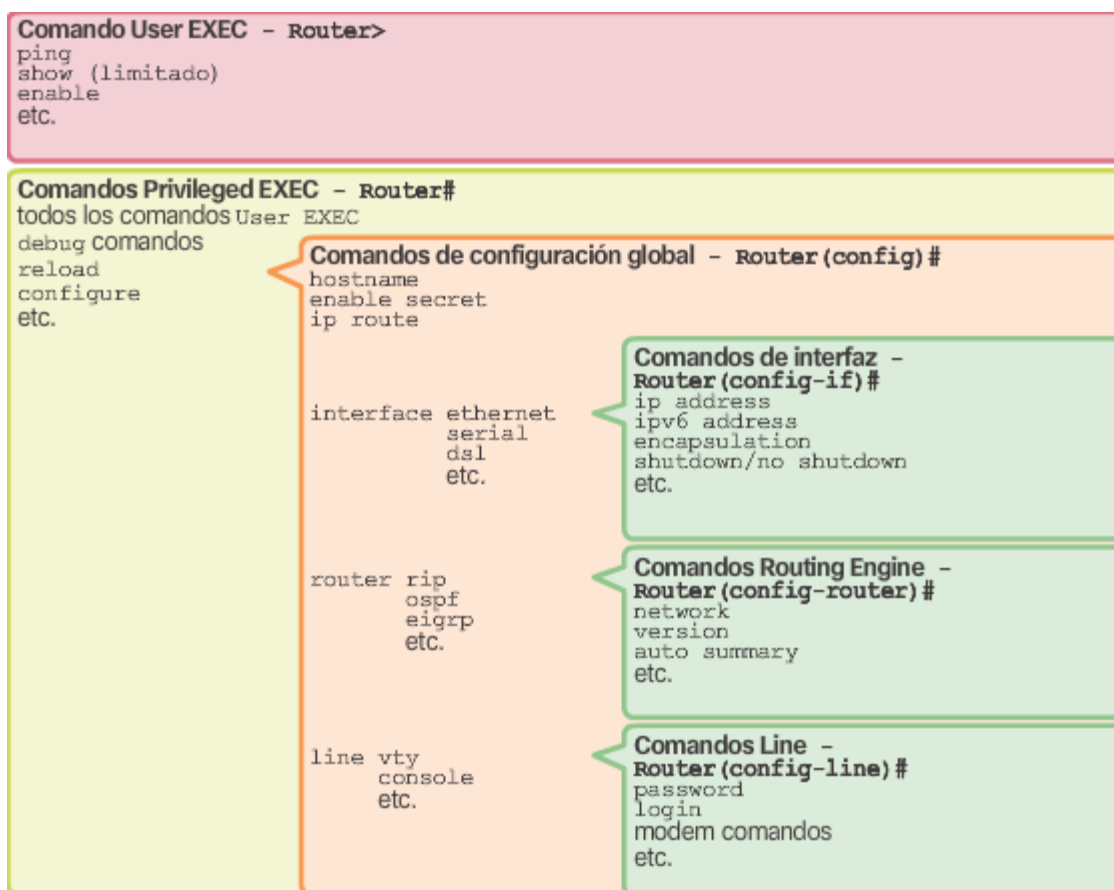 Comando User EXEC – Router>
ping
show (limitado)
enable
etc.
Comandos Privileged EXEC – Router#
todos los comandos User EXEC
debug comandos
reload
configure
etc.
Comandos de configuración global – Router(config)#
hostname
enable secret
ip route
interface ethernet
serial
dsl
etc.
Comandos de interfaz –
Router(config-if)#
ip address
ipv6 address
encapsulation
shutdown/no shutdown
etc.
router rip
ospf
eigrp
etc.
Comandos Routing Engine –
Router(config-router)#
network
version
auto summary
etc.
line vty
console
etc.
Comandos Line –
Router(config-line)#
password
login
modem comandos
etc.